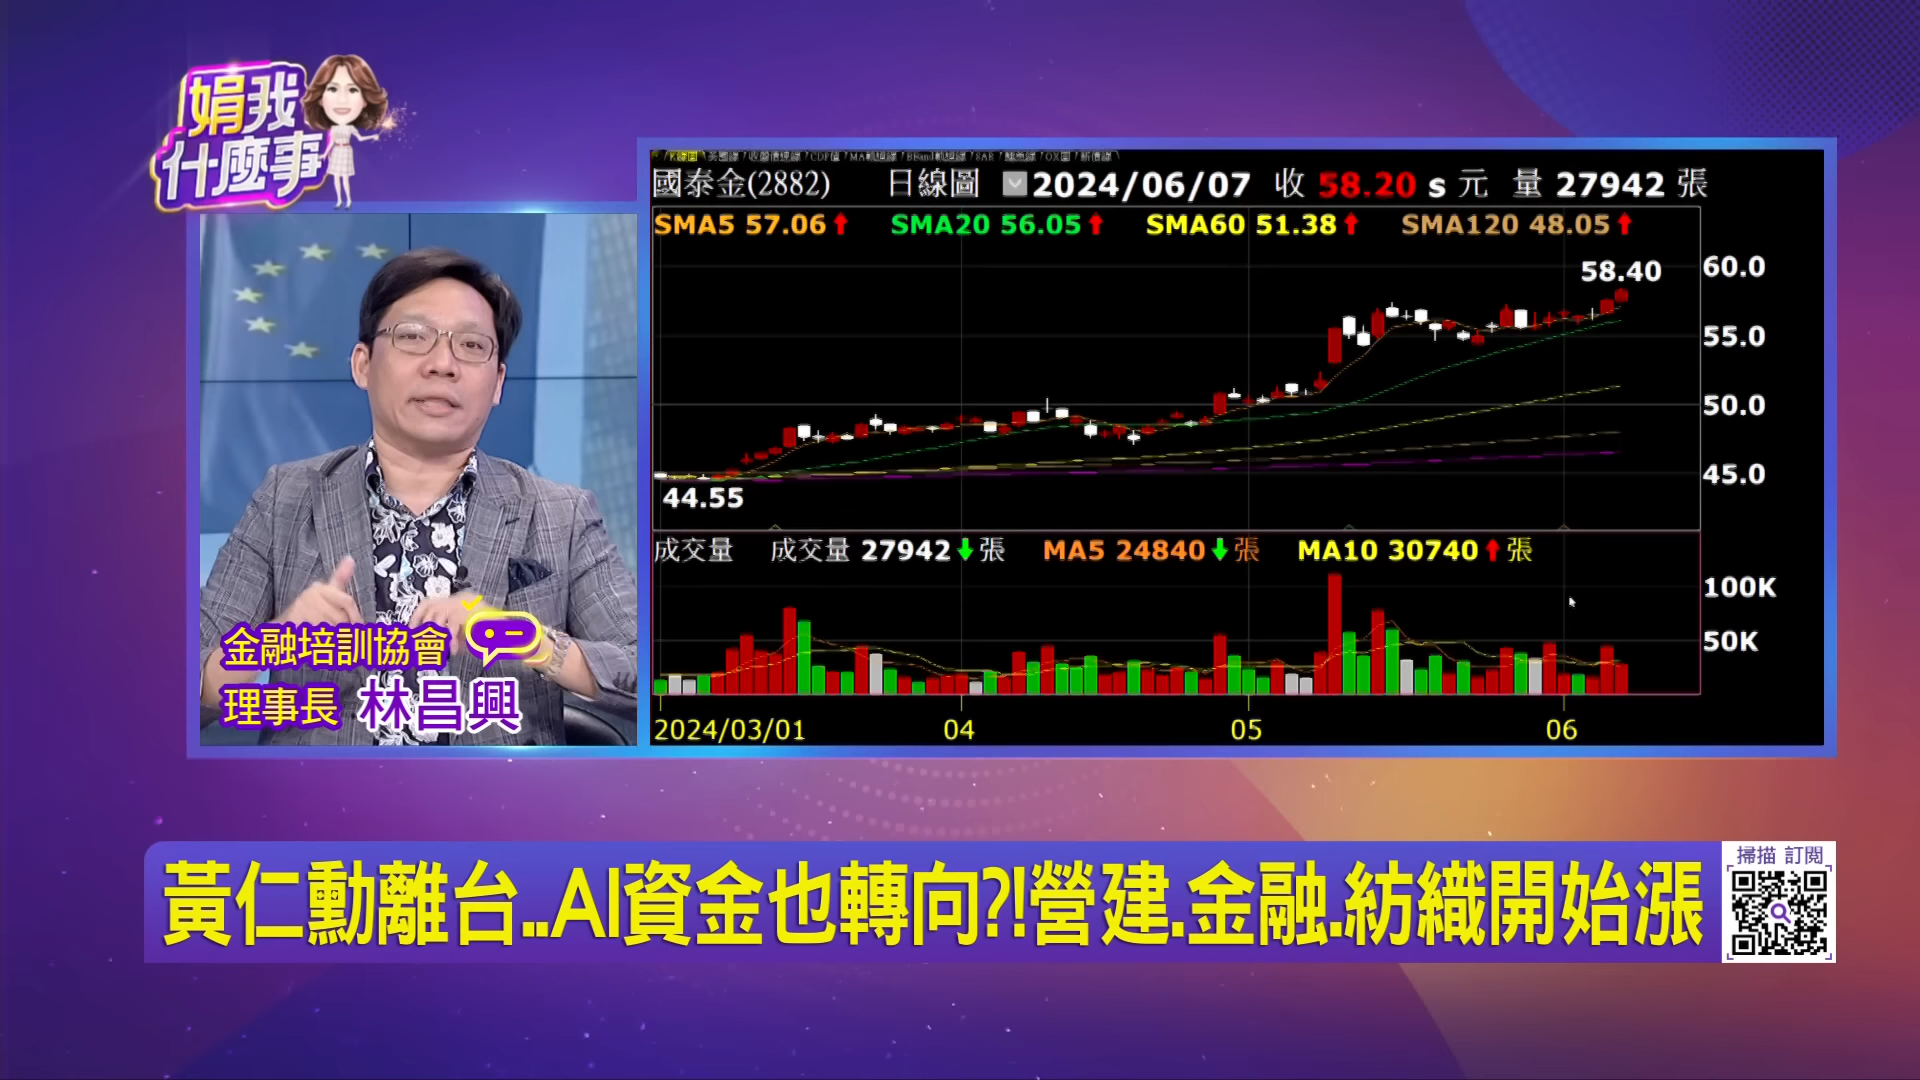 娟我
什麼事
國泰金(2882) 日線圖 2024/06/07 收 58.20 s 元 量 27942 張
SMA5 57.06 SMA20 56.05 SMA60 51.38 SMA120 48.05
58.40
60.0
55.0
50.0
45.0
44.55
成交量 成交量 27942 張 MA5 24840 張 MA10 30740 張
100K
50K
2024/03/01 04 05 06
金融培訓協會
理事長 林昌興
黃仁勳離台..AI資金也轉向?!營建.金融.紡織開始漲
掃描 訂閱